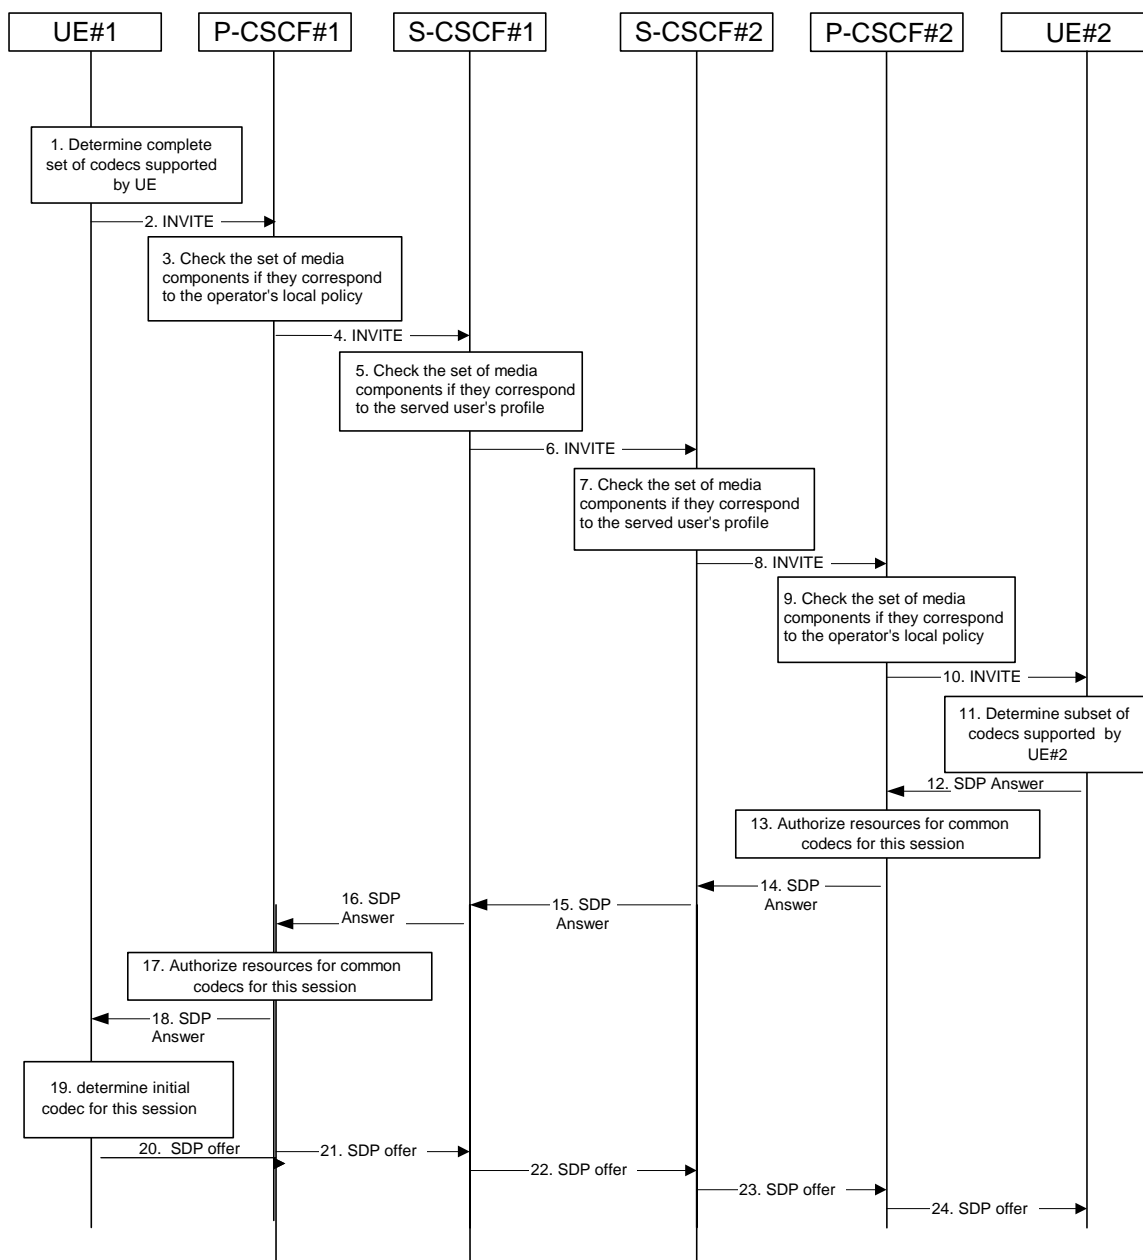 UE#1
P-CSCF#1
S-CSCF#1
S-CSCF#2
P-CSCF#2
UE#2
1. Determine complete
set of codecs supported
by UE
2. INVITE
3. Check the set of media
components if they correspond
to the operator's local policy
4. INVITE
5. Check the set of media
components if they correspond
to the served user's profile
6. INVITE
7. Check the set of media
components if they correspond
to the served user's profile
8. INVITE
9. Check the set of media
components if they correspond
to the operator's local policy
10. INVITE
11. Determine subset of
codecs supported by
UE#2
12. SDP Answer
13. Authorize resources for common
codecs for this session
14. SDP
Answer
15. SDP
Answer
16. SDP
Answer
17. Authorize resources for common
codecs for this session
18. SDP
Answer
19. determine initial
codec for this session
20. SDP offer
21. SDP offer
22. SDP offer
23. SDP offer
24. SDP offer